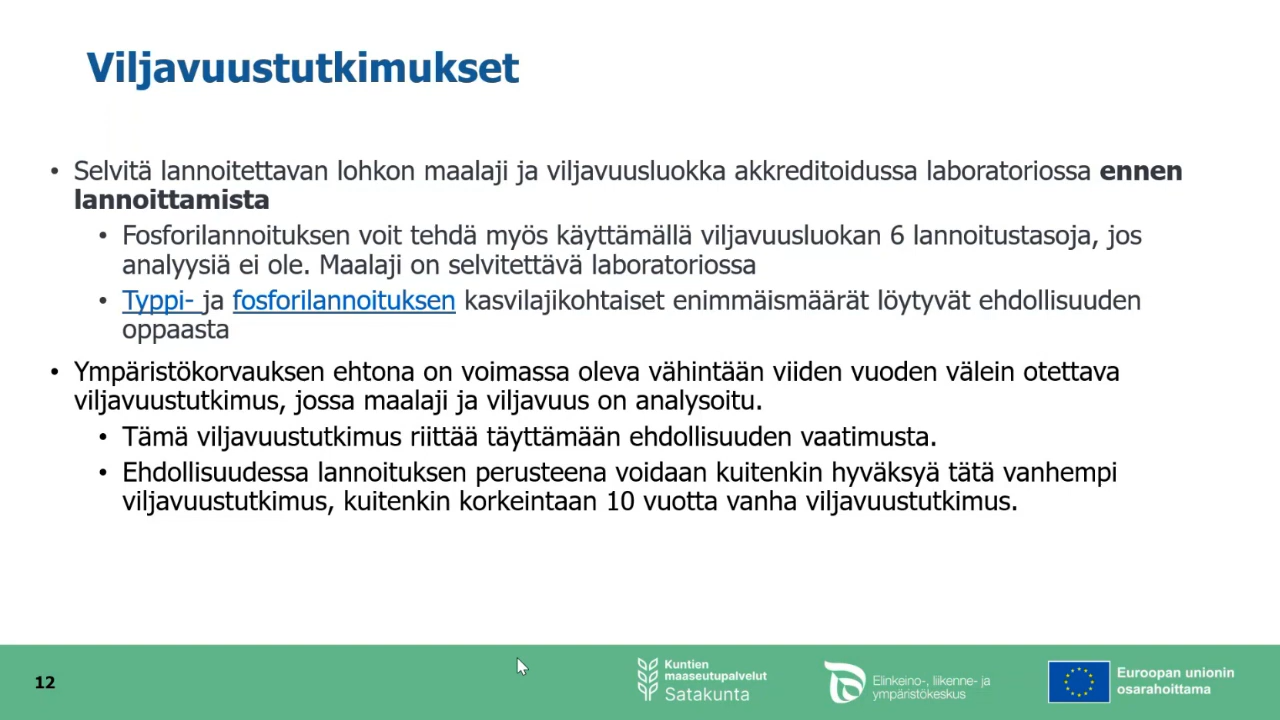 Viljavuustutkimukset
• Selvitä lannoitettavan lohkon maalaji ja viljavuusluokka akkreditoidussa laboratoriossa ennen
lannoittamista
• Fosforilannoituksen voit tehdä myös käyttämällä viljavuusluokan 6 lannoitustasoja, jos
analyysiä ei ole. Maalaji on selvitettävä laboratoriossa
• Typpi- ja fosforilannoituksen kasvilajikohtaiset enimmäismäärät löytyvät ehdollisuuden
oppaasta
• Ympäristökorvauksen ehtona on voimassa oleva vähintään viiden vuoden välein otettava
viljavuustutkimus, jossa maalaji ja viljavuus on analysoitu.
• Tämä viljavuustutkimus riittää täyttämään ehdollisuuden vaatimusta.
• Ehdollisuudessa lannoituksen perusteena voidaan kuitenkin hyväksyä tätä vanhempi
viljavuustutkimus, kuitenkin korkeintaan 10 vuotta vanha viljavuustutkimus.
12
Kuntien
maaseutupalvelut
Satakunta
Elinkeino-, liikenne- ja
ympäristökeskus
Euroopan unionin
osarahoittama